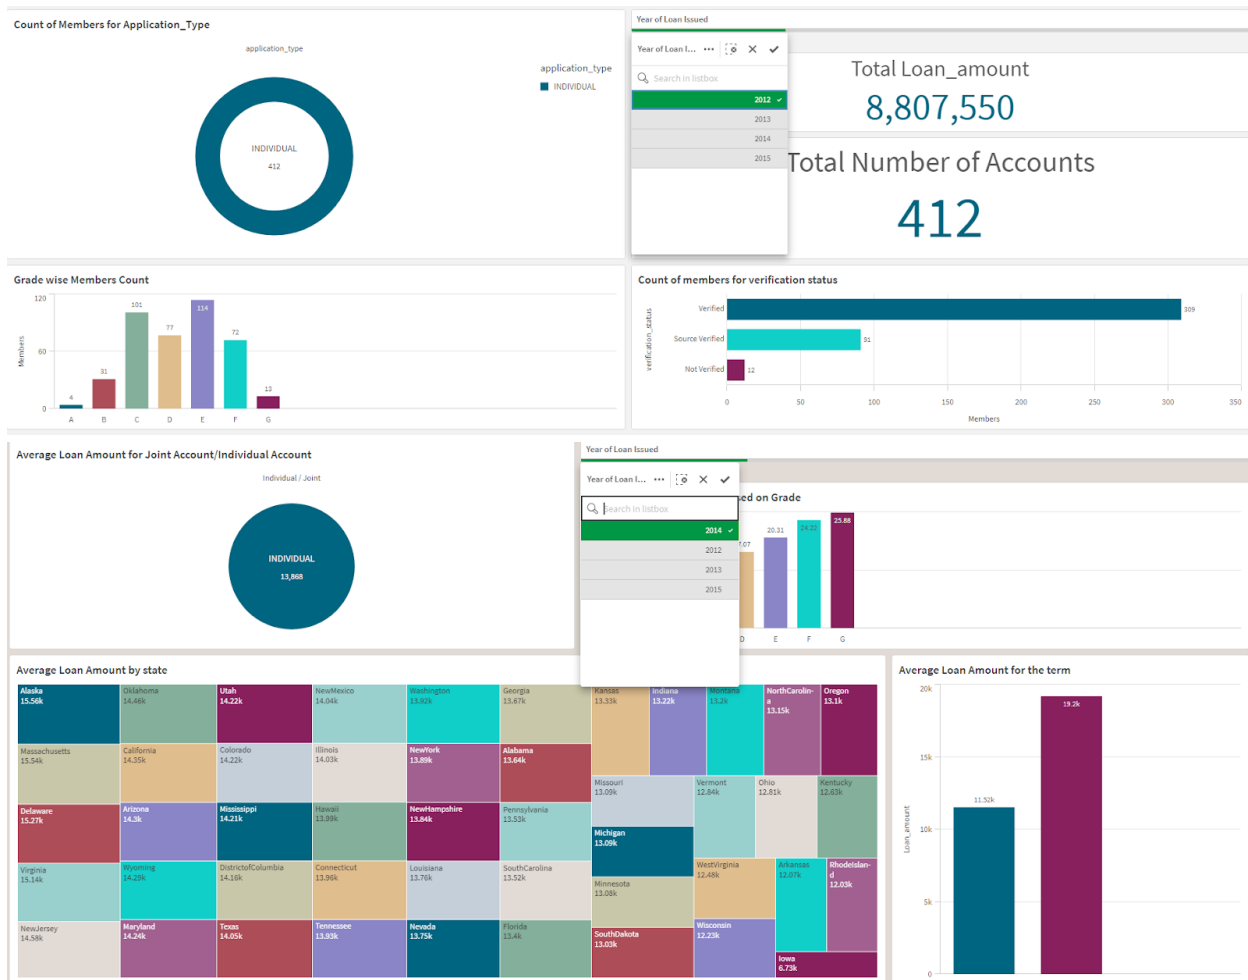 Count of Members for Application_Type
application_type
application_type
INDIVIDUAL
INDIVIDUAL
412
Year of Loan Issued
Year of Loan I...
Search in listbox
2012
2013
2014
2015
Total Loan_amount
8,807,550
Total Number of Accounts
412
Grade wise Members Count
120
60
0
Members
4
31
101
77
114
72
13
A
B
C
D
E
F
G
Count of members for verification status
verification_status
Verified
309
Source Verified
91
Not Verified
12
0
50
100
150
200
250
300
350
Members
Average Loan Amount for Joint Account/Individual Account
Individual / Joint
INDIVIDUAL
13,868
Year of Loan Issued
Year of Loan I...
Search in listbox
2014
2012
2013
2015
ed on Grade
.07
20.31
24.22
25.88
D
E
F
G
Average Loan Amount by state
Alaska
15.56k
Massachusetts
15.54k
Delaware
15.27k
Virginia
15.14k
NewJersey
14.58k
Oklahoma
14.46k
California
14.35k
Arizona
14.3k
Wyoming
14.29k
Maryland
14.24k
Utah
14.22k
Colorado
14.22k
Mississippi
14.21k
DistrictofColumbia
14.16k
Texas
14.05k
NewMexico
14.04k
Illinois
14.03k
Hawaii
13.99k
Connecticut
13.96k
Tennessee
13.93k
Washington
13.92k
NewYork
13.89k
NewHampshire
13.84k
Louisiana
13.76k
Nevada
13.75k
Georgia
13.67k
Alabama
13.64k
Pennsylvania
13.53k
SouthCarolina
13.52k
Florida
13.4k
Kansas
13.33k
Indiana
13.22k
Montana
13.2k
NorthCarolin-
a
13.15k
Oregon
13.1k
Missouri
13.09k
Michigan
13.09k
Minnesota
13.08k
SouthDakota
13.03k
Vermont
12.84k
Ohio
12.81k
Kentucky
12.63k
WestVirginia
12.48k
Wisconsin
12.23k
Arkansas
12.07k
RhodeIslan-
d
12.03k
Iowa
6.73k
Average Loan Amount for the term
20k
15k
10k
5k
0
Loan_amount
11.52k
19.2k